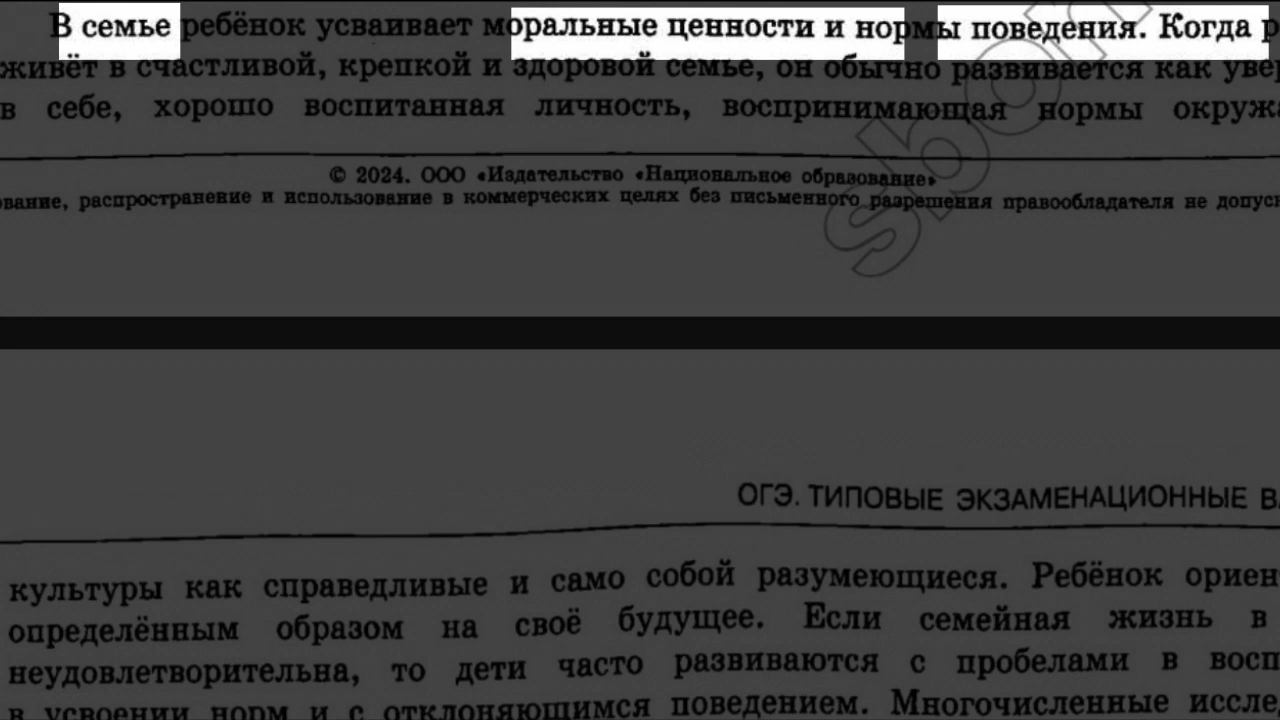 В семье ребёнок усваивает моральные ценности и нормы поведения. Когда
живёт в счастливой, крепкой и здоровой семье, он обычно развивается как
в себе, хорошо воспитанная личность, воспринимающая нормы
© 2024. ООО «Издательство «Национальное образование»
распространение и использование в коммерческих целях без письменного разрешения правообладателя не
sbor
ОГЭ. ТИПОВЫЕ ЭКЗАМЕНАЦИОННЫЕ
культуры как справедливые и само собой разумеющиеся. Ребёнок
определённым образом на своё будущее. Если семейная жизнь в
неудовлетворительна, то дети часто развиваются с пробелами в
в усвоении норм и с отклоняющимся поведением. Многочисленные